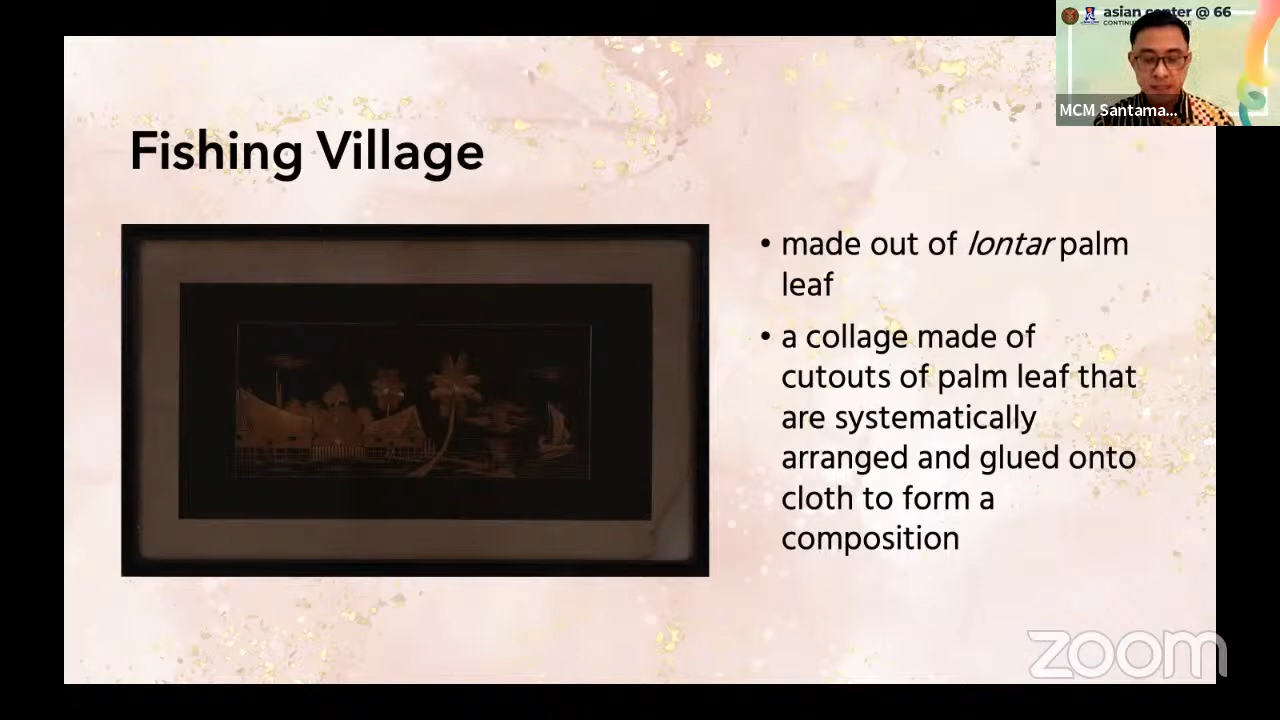 asian center @ 66
MCM Santama...
Fishing Village
• made out of lontar palm
leaf
• a collage made of
cutouts of palm leaf that
are systematically
arranged and glued onto
cloth to form a
composition
zoom